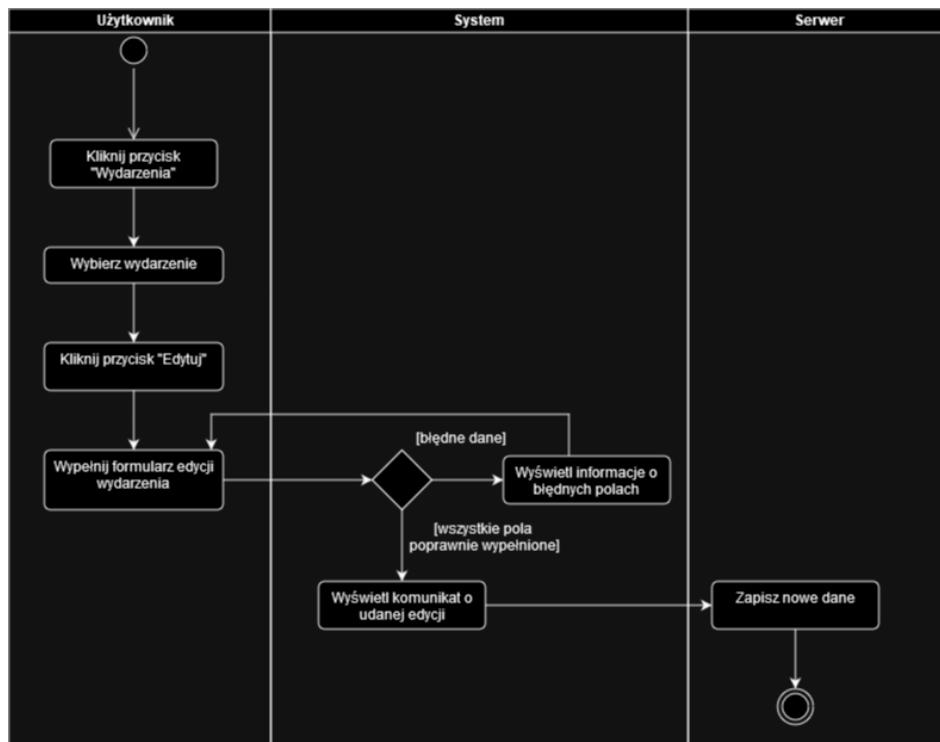 Użytkownik
System
Serwer
Kliknij przycisk
"Wydarzenia"
Wybierz wydarzenie
Kliknij przycisk "Edytuj"
Wypełnij formularz edycji
wydarzenia
[błędne dane]
Wyświetl informacje o
błędnych polach
[wszystkie pola
poprawnie wypełnione]
Wyświetl komunikat o
udanej edycji
Zapisz nowe dane